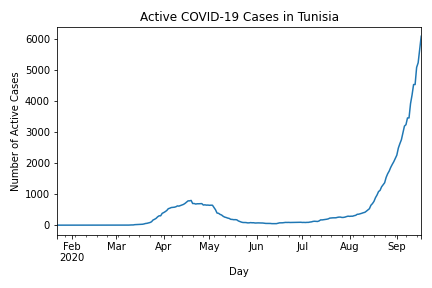 Active COVID-19 Cases in Tunisia
Number of Active Cases
6000
5000
4000
3000
2000
1000
0
Feb Mar Apr May Jun Jul Aug Sep
2020
Day